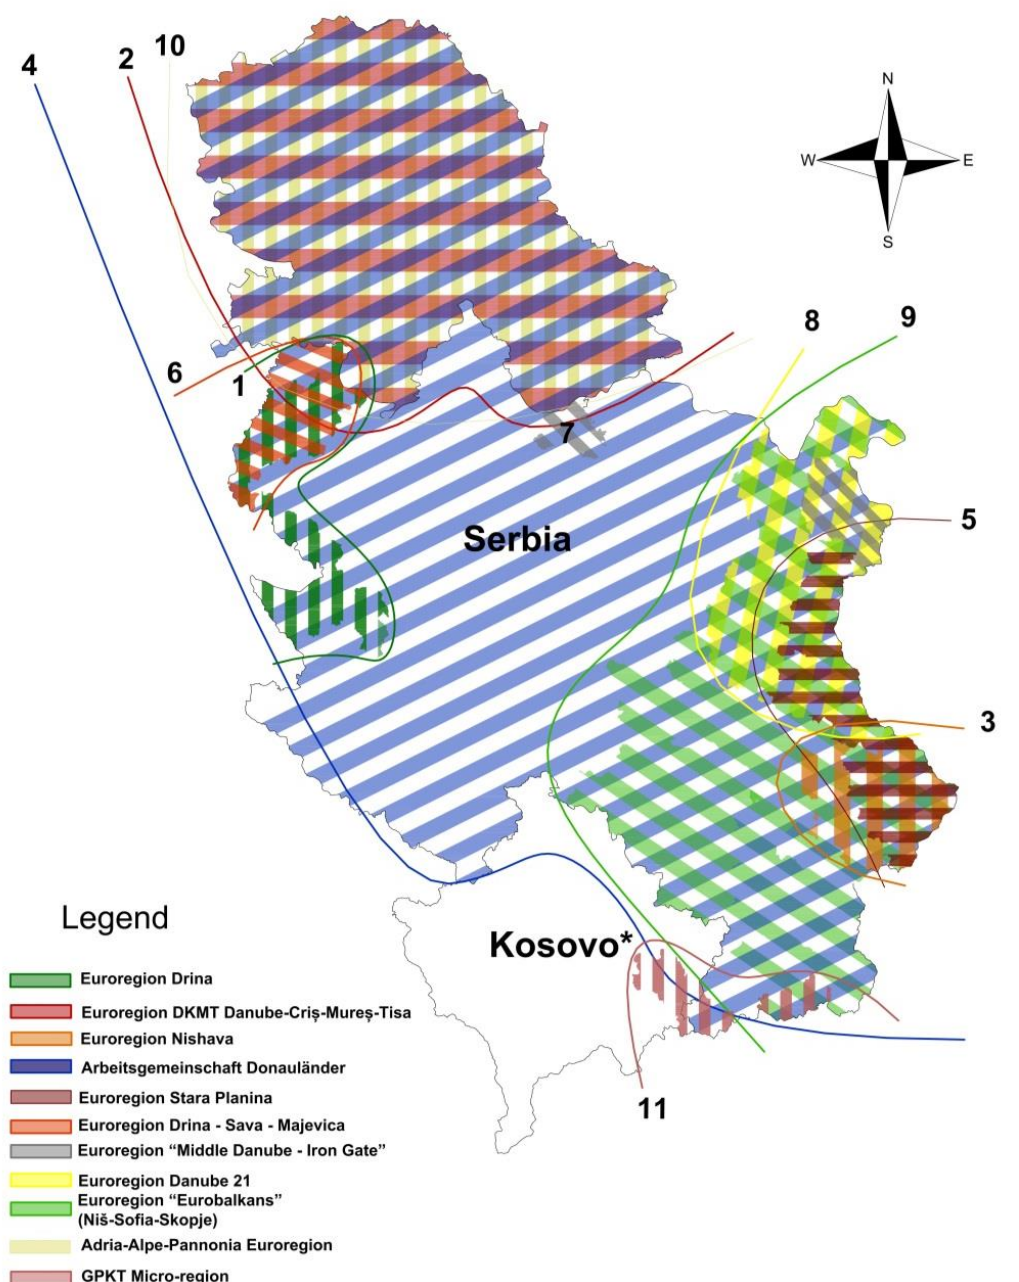 10
2
4
N
W
E
S
8
9
6
1
7
5
Serbia
3
Kosovo*
11
Legend
Euroregion Drina
Euroregion DKMT Danube-Criș-Mureș-Tisa
Euroregion Nishava
Arbeitsgemeinschaft Donauländer
Euroregion Stara Planina
Euroregion Drina - Sava - Majevica
Euroregion “Middle Danube - Iron Gate”
Euroregion Danube 21
Euroregion “Eurobalkans”
(Niš-Sofia-Skopje)
Adria-Alpe-Pannonia Euroregion
GPKT Micro-region